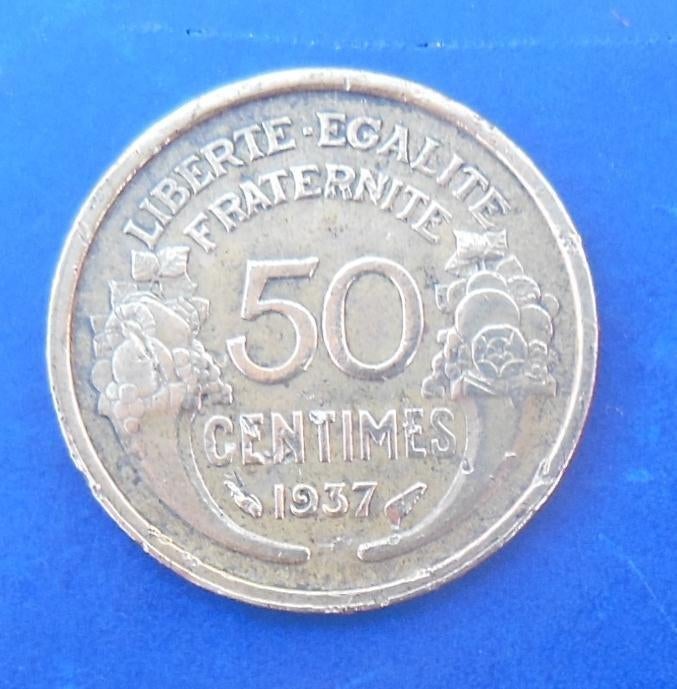 LIBERTE·EGALITE
FRATERNITE
50
CENTIMES
1937